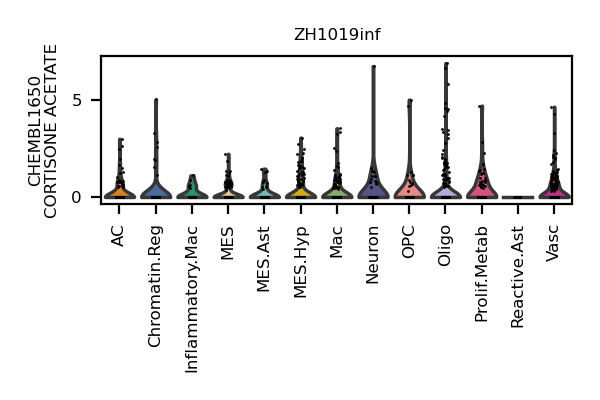 ZH1019inf
CHEMBL1650
CORTISONE ACETATE
5
0
AC
Chromatin.Reg
Inflammatory.Mac
MES
MES.Ast
MES.Hyp
Mac
Neuron
OPC
Oligo
Prolif.Metab
Reactive.Ast
Vasc